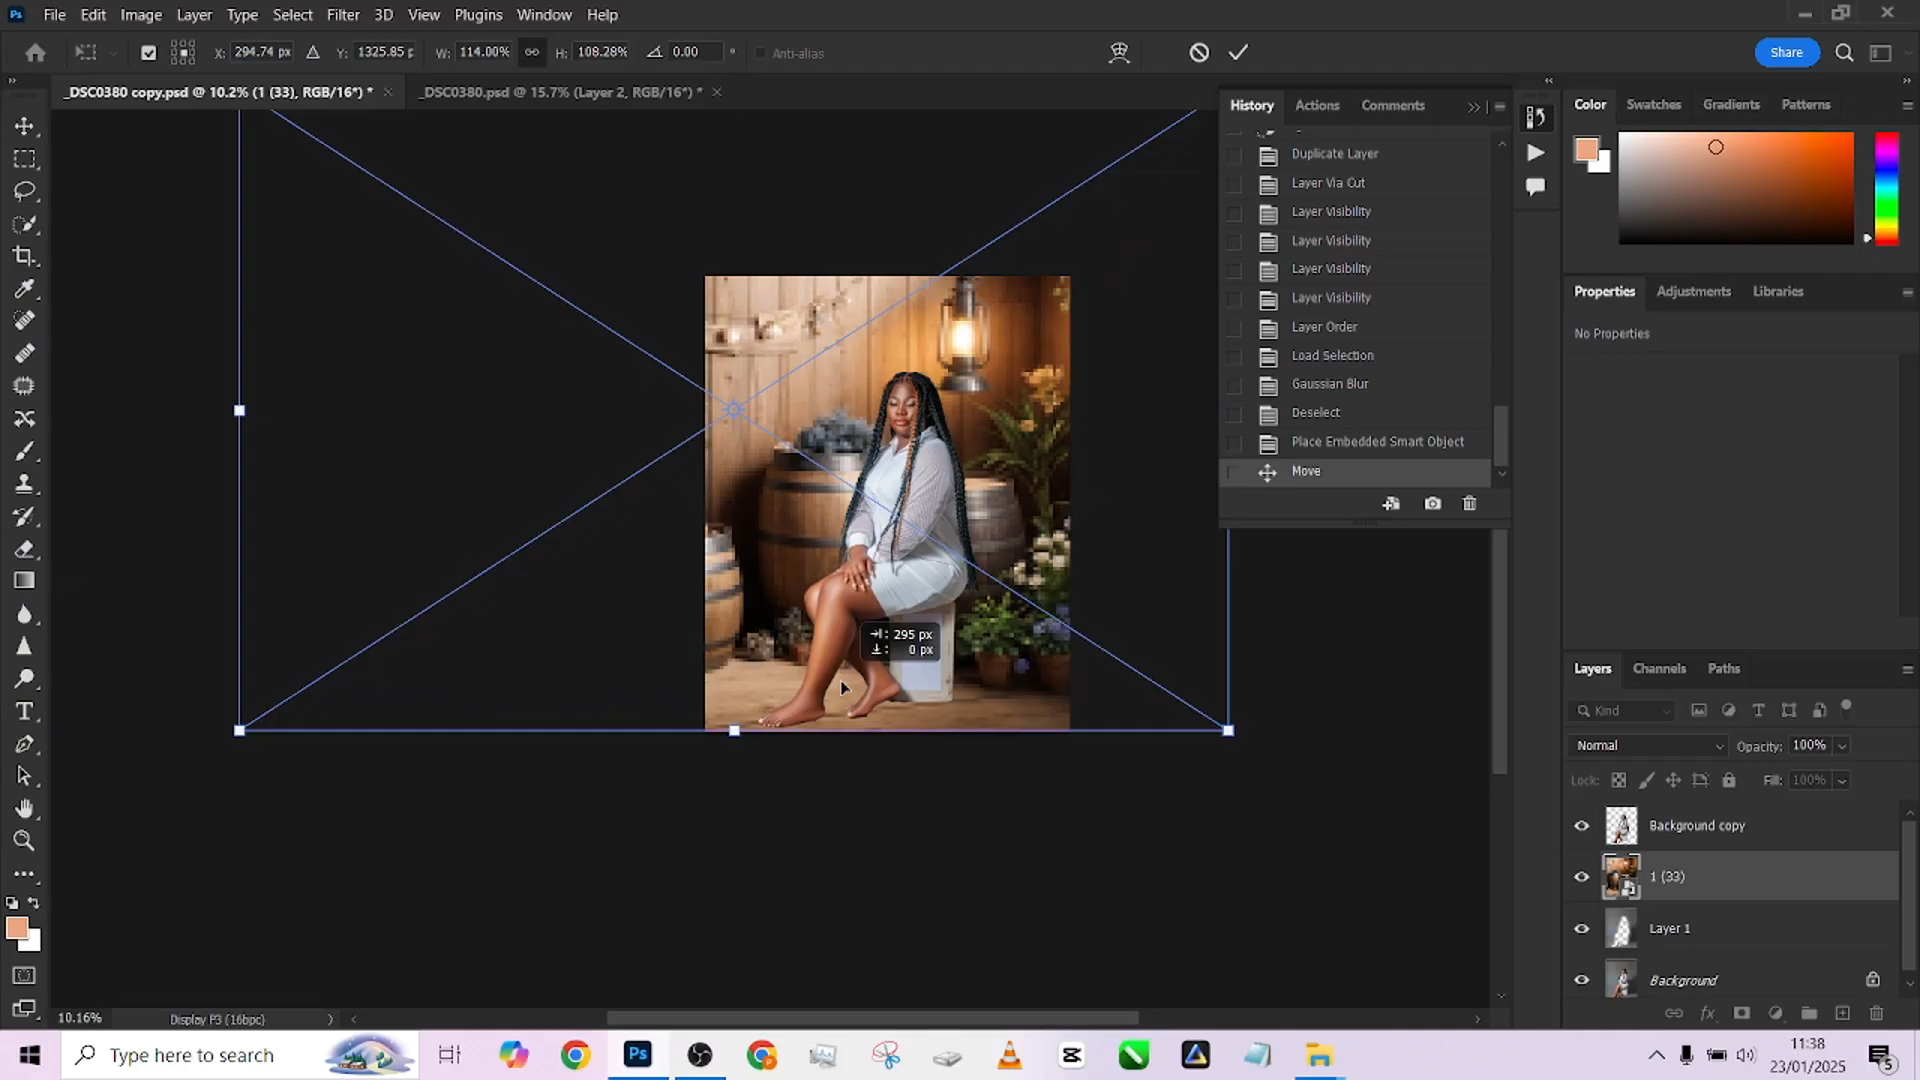 Ps File Edit Image Layer Type Select Filter 3D View Plugins Window Help
X: 294.74 px Y: 1325.85 p W: 114.00% H: 108.28% 0.00 ° Anti-alias Share
_DSC0380 copy.psd @ 10.2% (1 (33), RGB/16*) * × _DSC0380.psd @ 15.7% (Layer 2, RGB/16*) * ×
History Actions Comments
Color Swatches Gradients Patterns
Duplicate Layer
Layer Via Cut
Layer Visibility
Layer Visibility
Layer Visibility
Layer Visibility
Layer Order
Load Selection
Gaussian Blur
Deselect
Place Embedded Smart Object
Move
Properties Adjustments Libraries
No Properties
295 px
0 px
Layers Channels Paths
Kind
Normal Opacity: 100%
Lock: Fill: 100%
Background copy
1 (33)
Layer 1
Background
10.16% Display P3 (16bpc)
Type here to search
Ps
11:38
23/01/2025
5